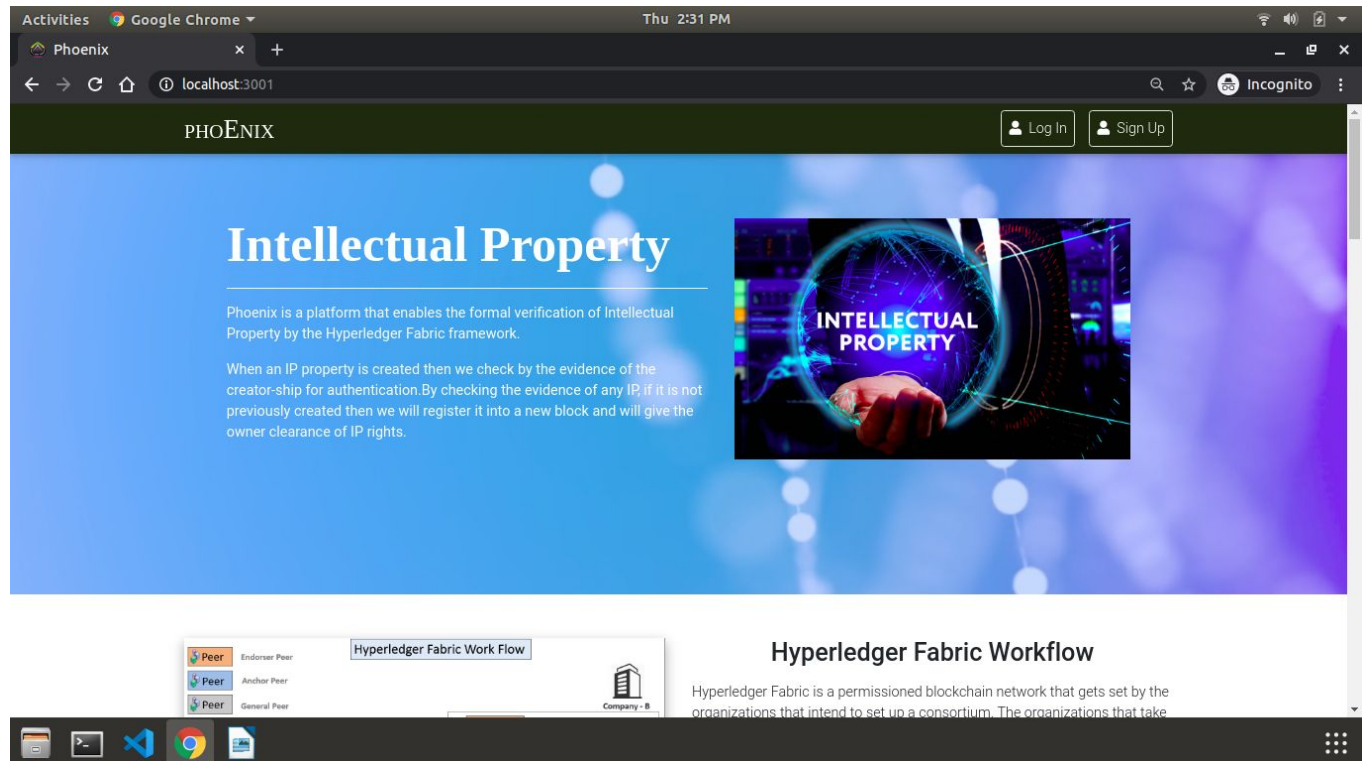 Activities Google Chrome Thu 2:31 PM
Phoenix
localhost:3001 Incognito
PHOENIX Log In Sign Up
Intellectual Property
Phoenix is a platform that enables the formal verification of Intellectual
Property by the Hyperledger Fabric framework.
When an IP property is created then we check by the evidence of the
creator-ship for authentication.By checking the evidence of any IP, if it is not
previously created then we will register it into a new block and will give the
owner clearance of IP rights.
INTELLECTUAL
PROPERTY
Hyperledger Fabric Work Flow
Peer Endorser Peer
Peer Anchor Peer
Peer General Peer
Company - B
Hyperledger Fabric Workflow
Hyperledger Fabric is a permissioned blockchain network that gets set by the
organizations that intend to set up a consortium. The organizations that take